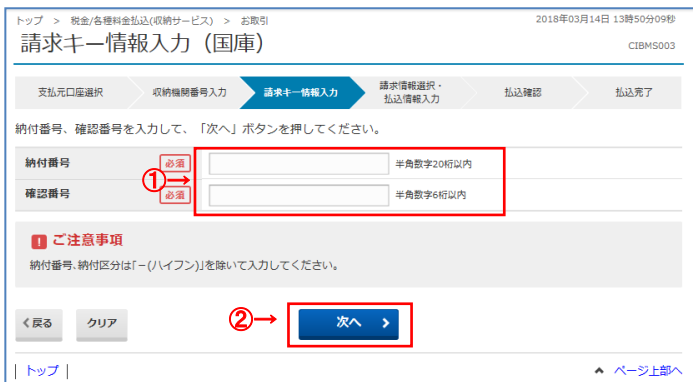 トップ > 税金/各種料金払込(収納サービス) > お取引
2018年03月14日 13時50分09秒
請求キー情報入力（国庫）
CIBMS003
支払元口座選択 収納機関番号入力 請求キー情報入力 請求情報選択・ 払込確認 払込完了
払込情報入力
納付番号、確認番号を入力して、「次へ」ボタンを押してください。
納付番号 必須 半角数字20桁以内
①→
確認番号 必須 半角数字6桁以内
! ご注意事項
納付番号、納付区分は「－(ハイフン)」を除いて入力してください。
戻る クリア ②→ 次へ
| トップ | ページ上部へ